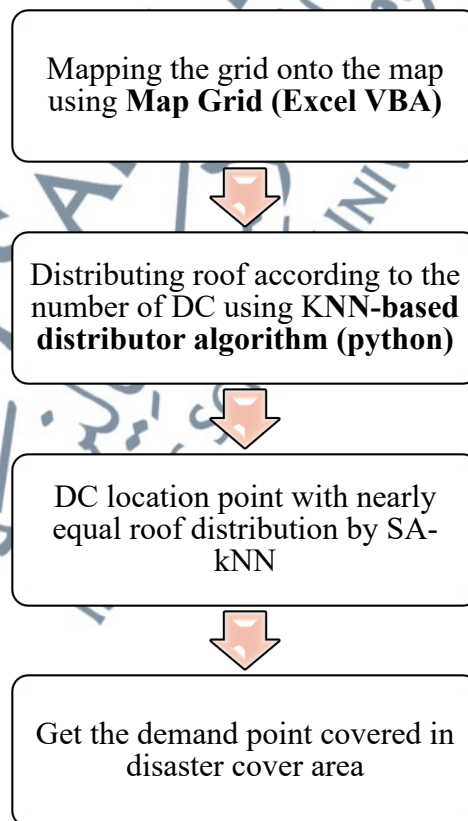 Mapping the grid onto the map
using Map Grid (Excel VBA)
Distributing roof according to the
number of DC using KNN-based
distributor algorithm (python)
DC location point with nearly
equal roof distribution by SA-
kNN
Get the demand point covered in
disaster cover area